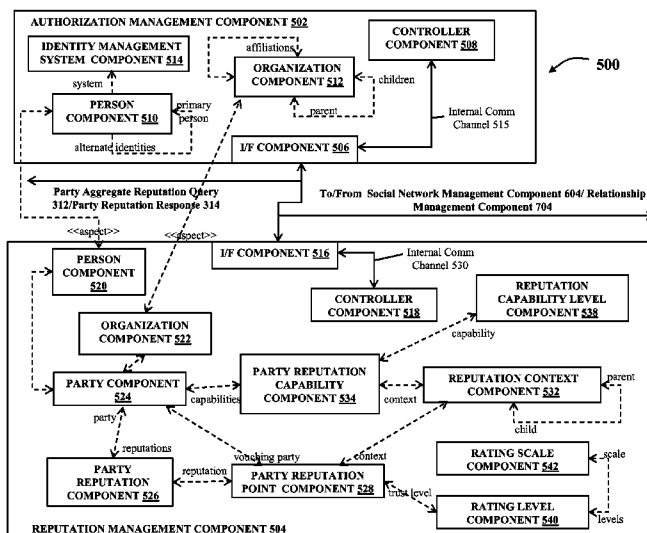 AUTHORIZATION MANAGEMENT COMPONENT 502
IDENTITY MANAGEMENT
SYSTEM COMPONENT 514
affiliations
ORGANIZATION
COMPONENT 512
CONTROLLER
COMPONENT 508
500
system
children
PERSON
COMPONENT 510
primary
person
parent
Internal Comm
Channel 515
alternate identities
I/F COMPONENT 506
Party Aggregate Reputation Query
312/Party Reputation Response 314
To/From Social Network Management Component 604/ Relationship
Management Component 704
<<aspect>>
<<aspect>>
I/F COMPONENT 516
Internal Comm
Channel 530
PERSON
COMPONENT
520
CONTROLLER
COMPONENT 518
REPUTATION
CAPABILITY LEVEL
COMPONENT 538
ORGANIZATION
COMPONENT 522
capability
PARTY COMPONENT
524
capabilities
PARTY REPUTATION
CAPABILITY
COMPONENT 534
context
REPUTATION CONTEXT
COMPONENT 532
parent
child
party
reputations
vouching party
context
PARTY
REPUTATION
COMPONENT 526
reputation
PARTY REPUTATION
POINT COMPONENT 528
trust level
RATING SCALE
COMPONENT 542
scale
RATING LEVEL
COMPONENT 540
levels
REPUTATION MANAGEMENT COMPONENT 504